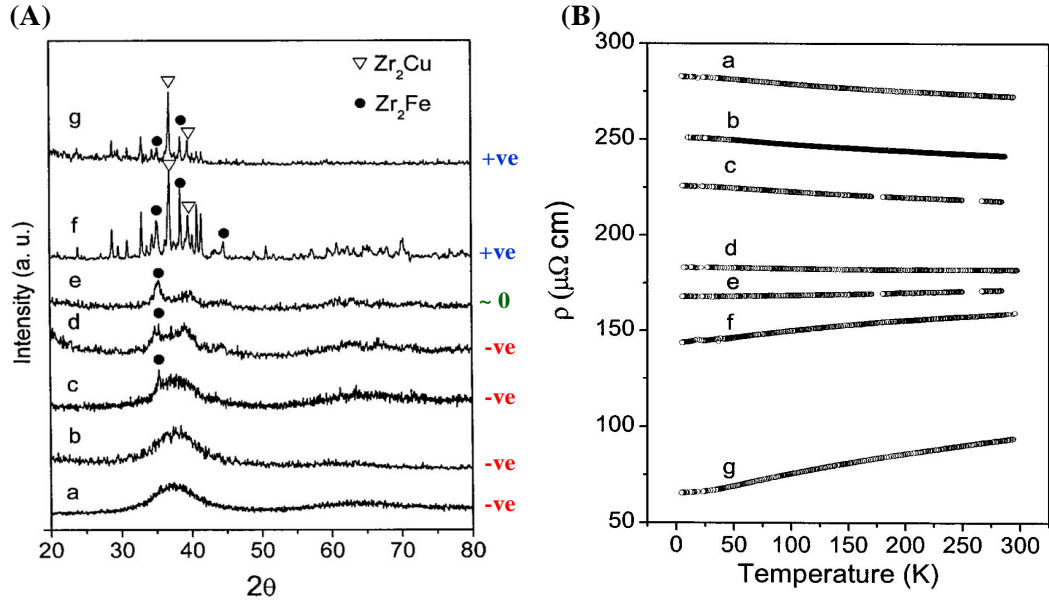 (A)
Intensity (a. u.)
▽ Zr₂Cu
● Zr₂Fe
g
+ve
f
+ve
e
~ 0
d
-ve
c
-ve
b
-ve
a
-ve
20 30 40 50 60 70 80
2θ
(B)
ρ (μΩ cm)
300
250
200
150
100
50
a
b
c
d
e
f
g
0 50 100 150 200 250 300
Temperature (K)